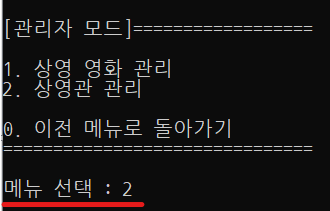 [관리자 모드]==================
1. 상영 영화 관리
2. 상영관 관리
0. 이전 메뉴로 돌아가기
===============================
메뉴 선택 : 2